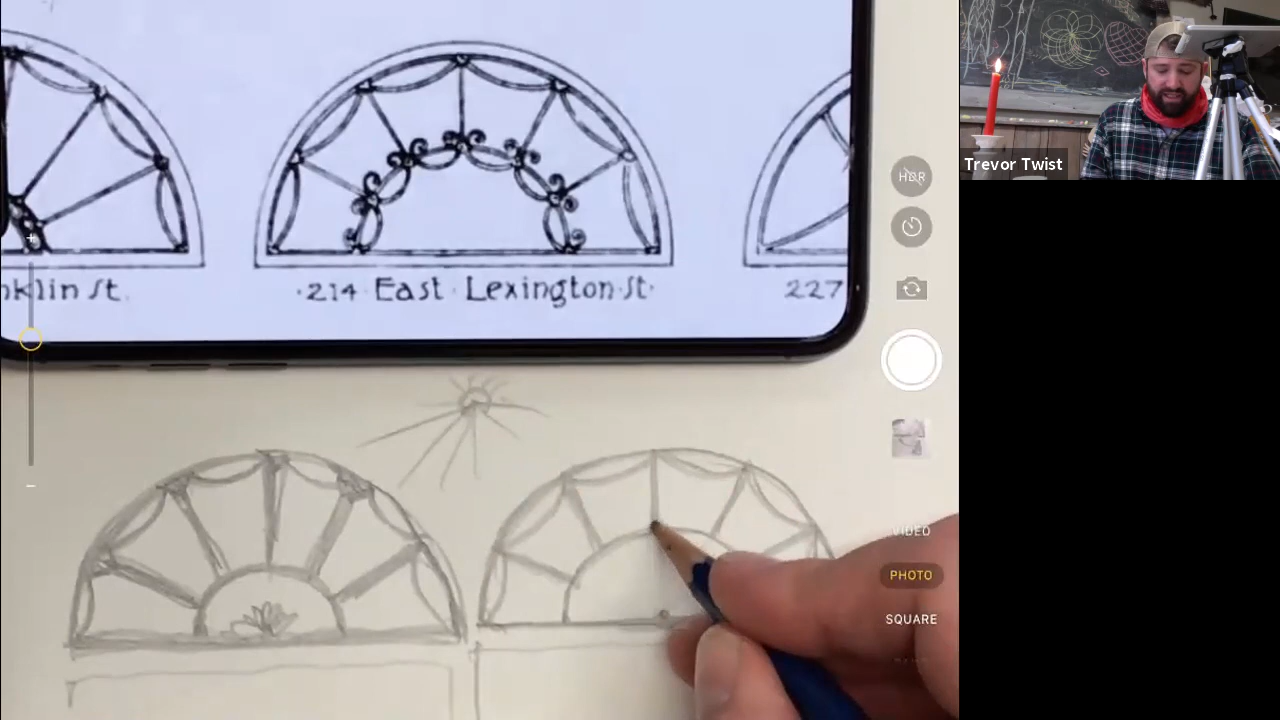 nklin St.
·214 East · Lexington·St·
227
HDR
Trevor Twist
VIDEO
PHOTO
SQUARE